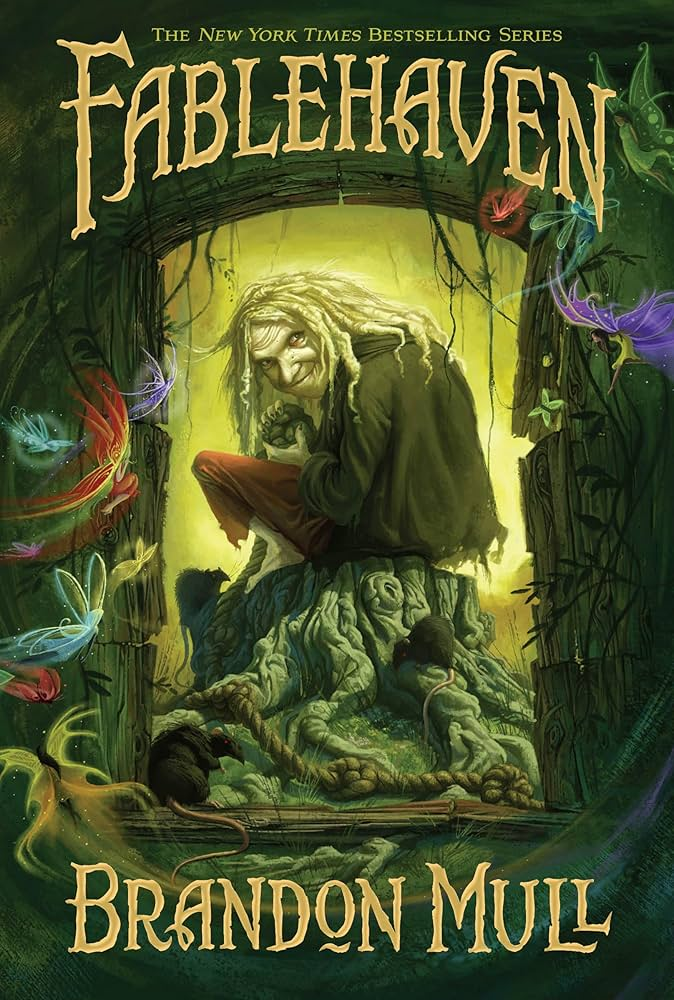 THE NEW YORK TIMES BESTSELLING SERIES
FABLEHAVEN
BRANDON MULL